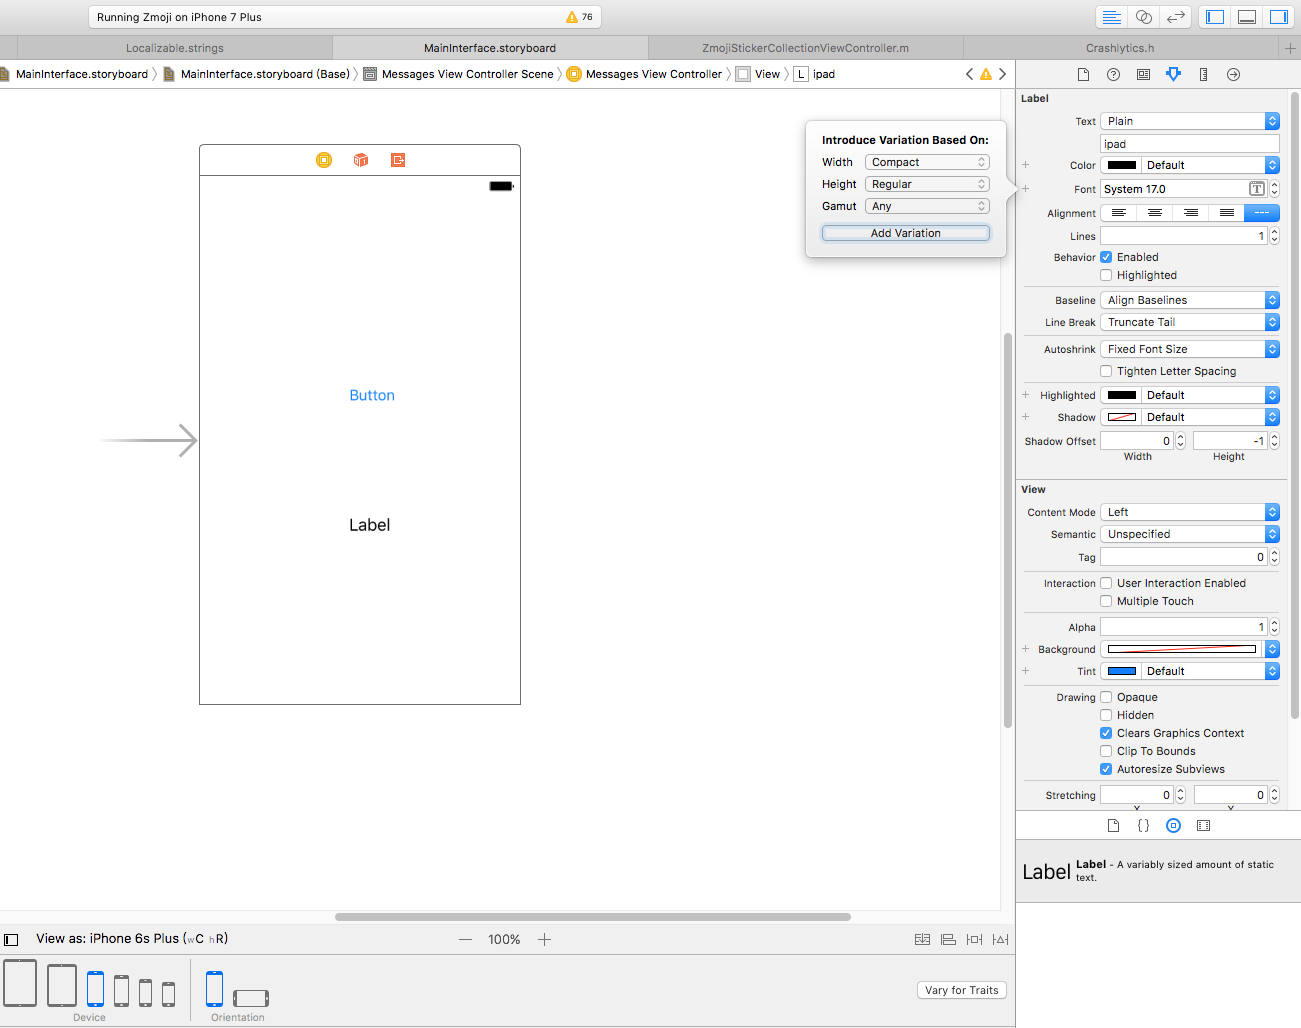 Running Zmoji on iPhone 7 Plus
76
Localizable.strings
MainInterface.storyboard
ZmojiStickerCollectionViewController.m
Crashlytics.h
MainInterface.storyboard
MainInterface.storyboard (Base)
Messages View Controller Scene
Messages View Controller
View
L ipad
Button
Label
Introduce Variation Based On:
Width Compact
Height Regular
Gamut Any
Add Variation
Label
Text Plain
ipad
Color Default
Font System 17.0
Alignment
Lines 1
Behavior Enabled
Highlighted
Baseline Align Baselines
Line Break Truncate Tail
Autoshrink Fixed Font Size
Tighten Letter Spacing
Highlighted Default
Shadow Default
Shadow Offset 0 -1
Width Height
View
Content Mode Left
Semantic Unspecified
Tag 0
Interaction User Interaction Enabled
Multiple Touch
Alpha 1
Background
Tint Default
Drawing Opaque
Hidden
Clears Graphics Context
Clip To Bounds
Autoresize Subviews
Stretching 0 0
Label Label - A variably sized amount of static
text.
View as: iPhone 6s Plus (wC hR)
100%
Device
Orientation
Vary for Traits